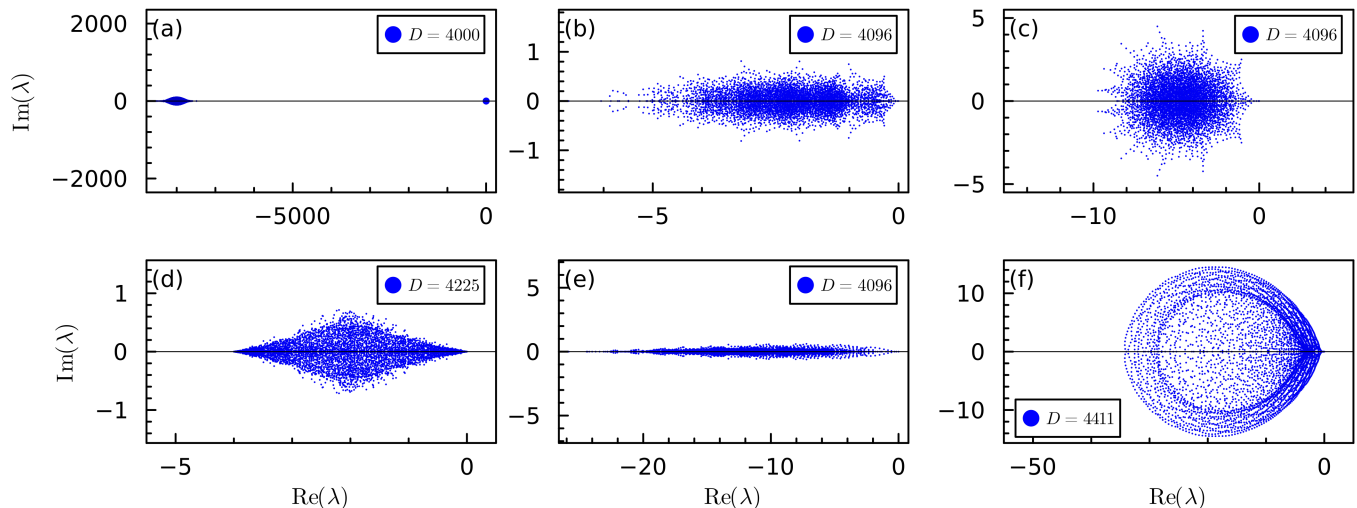 (a) D = 4000
2000
0
−2000
Im(λ)
−5000 0
(b) D = 4096
1
0
−1
−5 0
(c) D = 4096
5
0
−5
−10 0
(d) D = 4225
1
0
−1
Im(λ)
−5 0
Re(λ)
(e) D = 4096
5
0
−5
−20 −10 0
Re(λ)
(f)
10
0
−10
D = 4411
−50 0
Re(λ)